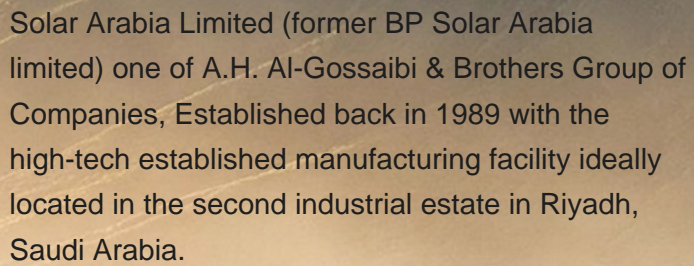 Solar Arabia Limited (former BP Solar Arabia
limited) one of A.H. Al-Gossaibi & Brothers Group of
Companies, Established back in 1989 with the
high-tech established manufacturing facility ideally
located in the second industrial estate in Riyadh,
Saudi Arabia.